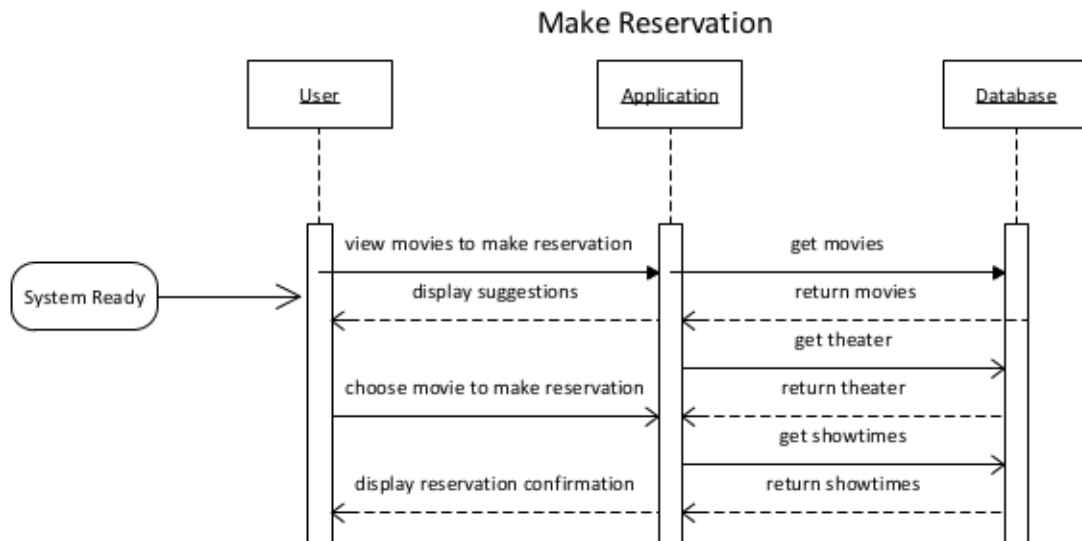 Make Reservation
User
Application
Database
view movies to make reservation
get movies
System Ready
display suggestions
return movies
get theater
choose movie to make reservation
return theater
get showtimes
display reservation confirmation
return showtimes